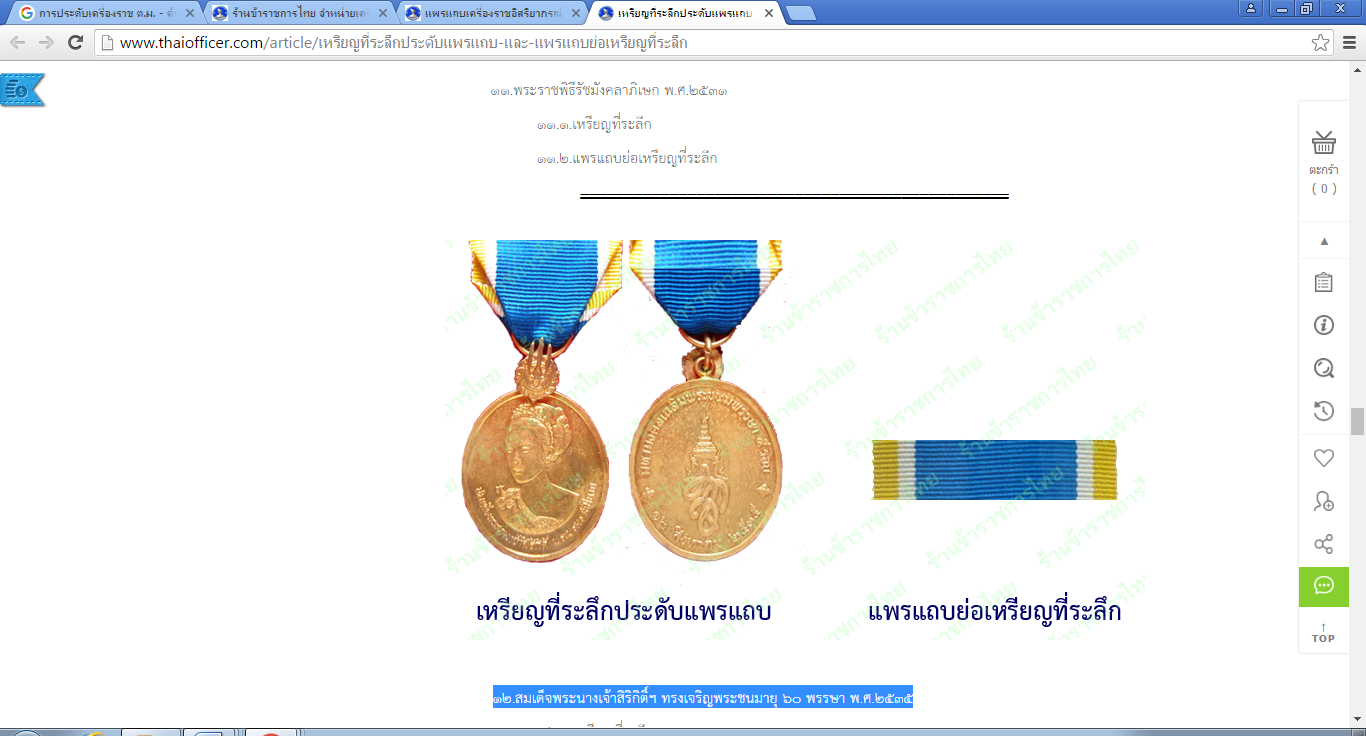 การประดับเครื่องราช ต.ม. - ค้
ร้านข้าราชการไทย จำหน่ายเค
แพรแถบเครื่องราชอิสริยาภรณ์
เหรียญที่ระลึกประดับแพรแถบ
www.thaiofficer.com/article/เหรียญที่ระลึกประดับแพรแถบ-และ-แพรแถบย่อเหรียญที่ระลึก
๑๑.พระราชพิธีรัชมังคลาภิเษก พ.ศ.๒๕๓๑
๑๑.๑.เหรียญที่ระลึก
๑๑.๒.แพรแถบย่อเหรียญที่ระลึก
ตะกร้า
( 0 )
ร้านข้าราชการไทย
เหรียญที่ระลึกประดับแพรแถบ
แพรแถบย่อเหรียญที่ระลึก
TOP
๑๒.สมเด็จพระนางเจ้าสิริกิติ์ฯ ทรงเจริญพระชนมายุ ๖๐ พรรษา พ.ศ.๒๕๓๕